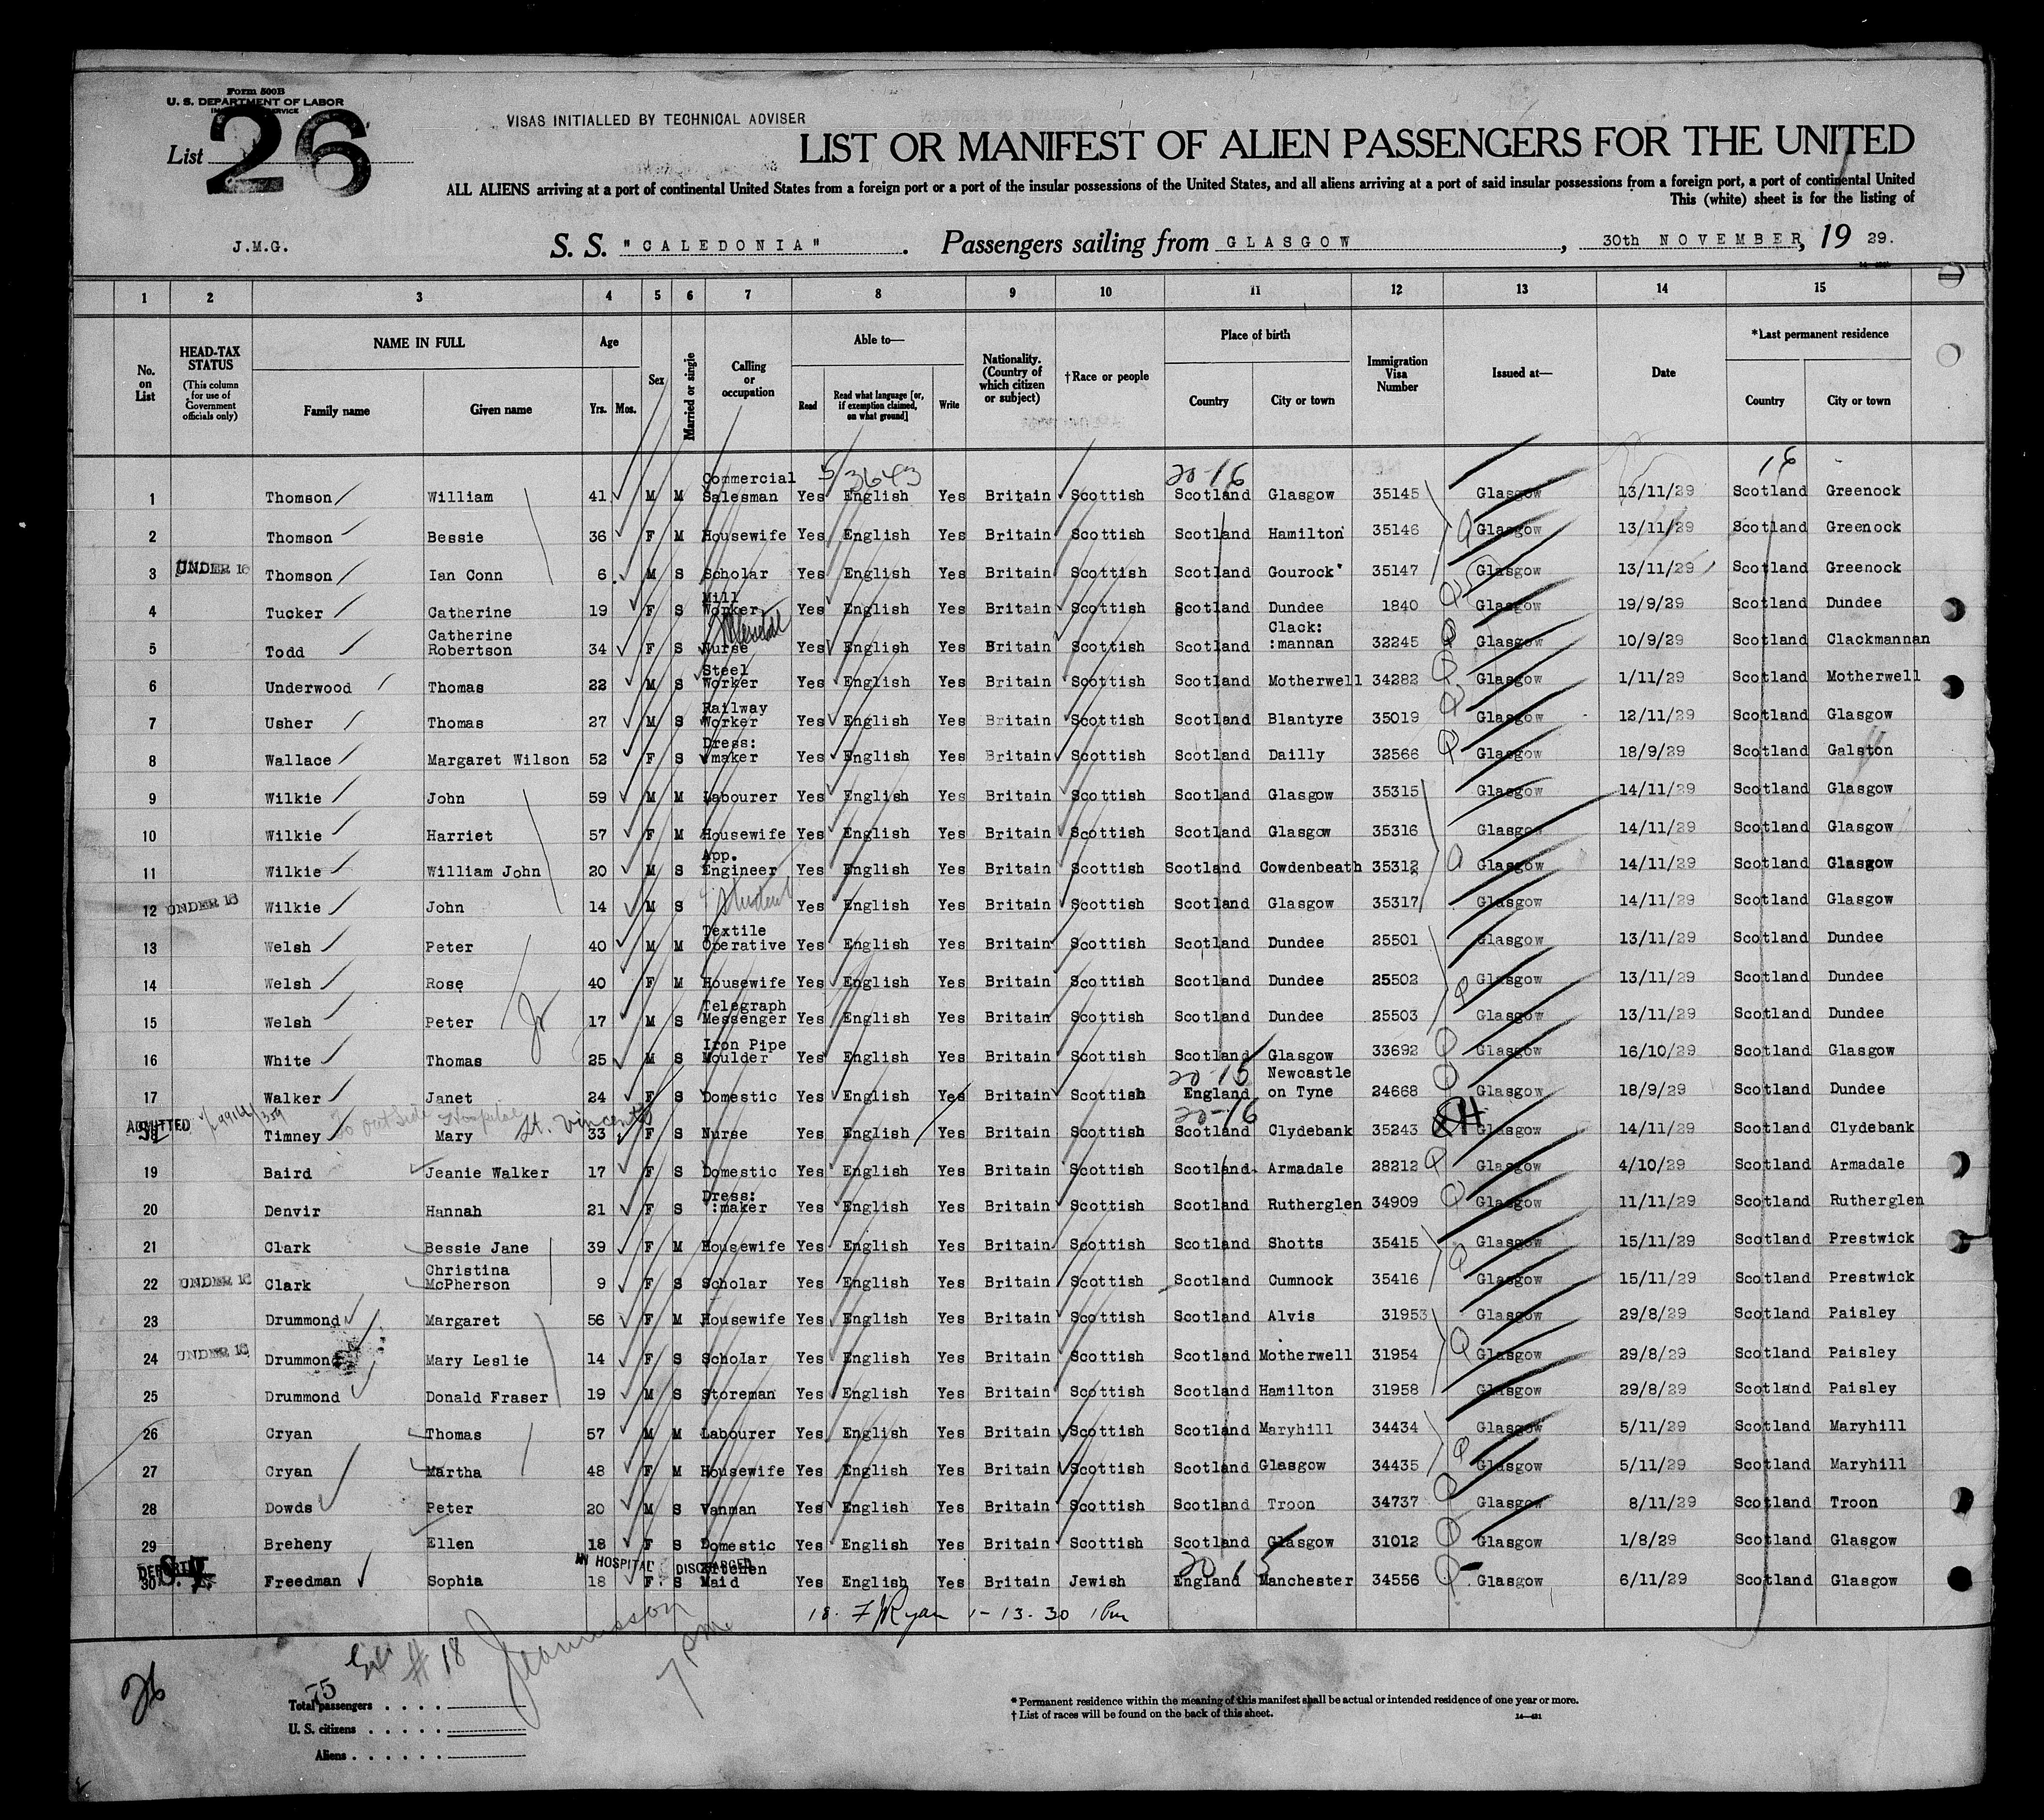 Form 500B
U. S. DEPARTMENT OF LABOR
List 26
VISAS INITIALLED BY TECHNICAL ADVISER
LIST OR MANIFEST OF ALIEN PASSENGERS FOR THE UNITED
ALL ALIENS arriving at a port of continental United States from a foreign port or a port of the insular possessions of the United States, and all aliens arriving at a port of said insular possessions from a foreign port, a port of continental United
This (white) sheet is for the listing of
J.M.G.
S. S. "CALEDONIA". Passengers sailing from GLASGOW, 30th NOVEMBER, 19 29.
1 2 3 4 5 6 7 8 9 10 11 12 13 14 15
No. on List
HEAD-TAX STATUS (This column for use of Government officials only)
NAME IN FULL
Family name Given name
Age
Yrs. Mos.
Sex
Married or single
Calling or occupation
Able to—
Read Read what language [or, if exemption claimed, on what ground] Write
Nationality. (Country of which citizen or subject)
†Race or people
Place of birth
Country City or town
Immigration Visa Number
Issued at—
Date
*Last permanent residence
Country City or town
5/3643 20-16 16
1 Thomson William 41 M M Commercial Salesman Yes English Yes Britain Scottish Scotland Glasgow 35145 Glasgow 13/11/29 Scotland Greenock
2 Thomson Bessie 36 F M Housewife Yes English Yes Britain Scottish Scotland Hamilton 35146 Glasgow 13/11/29 Scotland Greenock
3 UNDER 16 Thomson Ian Conn 6 M S Scholar Yes English Yes Britain Scottish Scotland Gourock 35147 Glasgow 13/11/29 Scotland Greenock
4 Tucker Catherine 19 F S Mill Worker Yes English Yes Britain Scottish Scotland Dundee 1840 Glasgow 19/9/29 Scotland Dundee
5 Todd Catherine Robertson 34 F S Nurse Yes English Yes Britain Scottish Scotland Clack: :mannan 32245 Glasgow 10/9/29 Scotland Clackmannan
6 Underwood Thomas 22 M S Steel Worker Yes English Yes Britain Scottish Scotland Motherwell 34282 Glasgow 1/11/29 Scotland Motherwell
7 Usher Thomas 27 M S Railway Worker Yes English Yes Britain Scottish Scotland Blantyre 35019 Glasgow 12/11/29 Scotland Glasgow
8 Wallace Margaret Wilson 52 F S Dress: maker Yes English Yes Britain Scottish Scotland Dailly 32566 Glasgow 18/9/29 Scotland Galston
9 Wilkie John 59 M M Labourer Yes English Yes Britain Scottish Scotland Glasgow 35315 Glasgow 14/11/29 Scotland Glasgow
10 Wilkie Harriet 57 F M Housewife Yes English Yes Britain Scottish Scotland Glasgow 35316 Glasgow 14/11/29 Scotland Glasgow
11 Wilkie William John 20 M S App. Engineer Yes English Yes Britain Scottish Scotland Cowdenbeath 35312 Glasgow 14/11/29 Scotland Glasgow
12 UNDER 16 Wilkie John 14 M S Student Yes English Yes Britain Scottish Scotland Glasgow 35317 Glasgow 14/11/29 Scotland Glasgow
13 Welsh Peter 40 M M Textile Operative Yes English Yes Britain Scottish Scotland Dundee 25501 Glasgow 13/11/29 Scotland Dundee
14 Welsh Rose 40 F M Housewife Yes English Yes Britain Scottish Scotland Dundee 25502 Glasgow 13/11/29 Scotland Dundee
15 Welsh Peter Jr 17 M S Telegraph Messenger Yes English Yes Britain Scottish Scotland Dundee 25503 Glasgow 13/11/29 Scotland Dundee
16 White Thomas 25 M S Iron Pipe Moulder Yes English Yes Britain Scottish Scotland Glasgow 33692 Glasgow 16/10/29 Scotland Glasgow
17 Walker Janet 24 F S Domestic Yes English Yes Britain Scottish 20-15 England Newcastle on Tyne 24668 Glasgow 18/9/29 Scotland Dundee
ADMITTED To outside Hospital St. Vincents 20-16
18 Timney Mary 33 F S Nurse Yes English Yes Britain Scottish Scotland Clydebank 35243 H Glasgow 14/11/29 Scotland Clydebank
19 Baird Jeanie Walker 17 F S Domestic Yes English Yes Britain Scottish Scotland Armadale 28212 Glasgow 4/10/29 Scotland Armadale
20 Denvir Hannah 21 F S Dress: :maker Yes English Yes Britain Scottish Scotland Rutherglen 34909 Glasgow 11/11/29 Scotland Rutherglen
21 Clark Bessie Jane 39 F M Housewife Yes English Yes Britain Scottish Scotland Shotts 35415 Glasgow 15/11/29 Scotland Prestwick
22 UNDER 16 Clark Christina McPherson 9 F S Scholar Yes English Yes Britain Scottish Scotland Cumnock 35416 Glasgow 15/11/29 Scotland Prestwick
23 Drummond Margaret 56 F M Housewife Yes English Yes Britain Scottish Scotland Alvis 31953 Glasgow 29/8/29 Scotland Paisley
24 UNDER 16 Drummond Mary Leslie 14 F S Scholar Yes English Yes Britain Scottish Scotland Motherwell 31954 Glasgow 29/8/29 Scotland Paisley
25 Drummond Donald Fraser 19 M S Storeman Yes English Yes Britain Scottish Scotland Hamilton 31958 Glasgow 29/8/29 Scotland Paisley
26 Cryan Thomas 57 M M Labourer Yes English Yes Britain Scottish Scotland Maryhill 34434 Glasgow 5/11/29 Scotland Maryhill
27 Cryan Martha 48 F M Housewife Yes English Yes Britain Scottish Scotland Glasgow 34435 Glasgow 5/11/29 Scotland Maryhill
28 Dowds Peter 20 M S Vanman Yes English Yes Britain Scottish Scotland Troon 34737 Glasgow 8/11/29 Scotland Troon
29 Breheny Ellen 18 F S Domestic Yes English Yes Britain Scottish Scotland Glasgow 31012 Glasgow 1/8/29 Scotland Glasgow
IN HOSPITAL DISCHARGED 20 15
30 S.I. Freedman Sophia 18 F S Kitchen Maid Yes English Yes Britain Jewish England Manchester 34556 Glasgow 6/11/29 Scotland Glasgow
18. F J Ryan 1-13-30 1 Pm
# 18
7 pm
26
75
Total passengers . . . .
U. S. citizens . . . . .
Aliens . . . . . .
* Permanent residence within the meaning of this manifest shall be actual or intended residence of one year or more.
† List of races will be found on the back of this sheet.